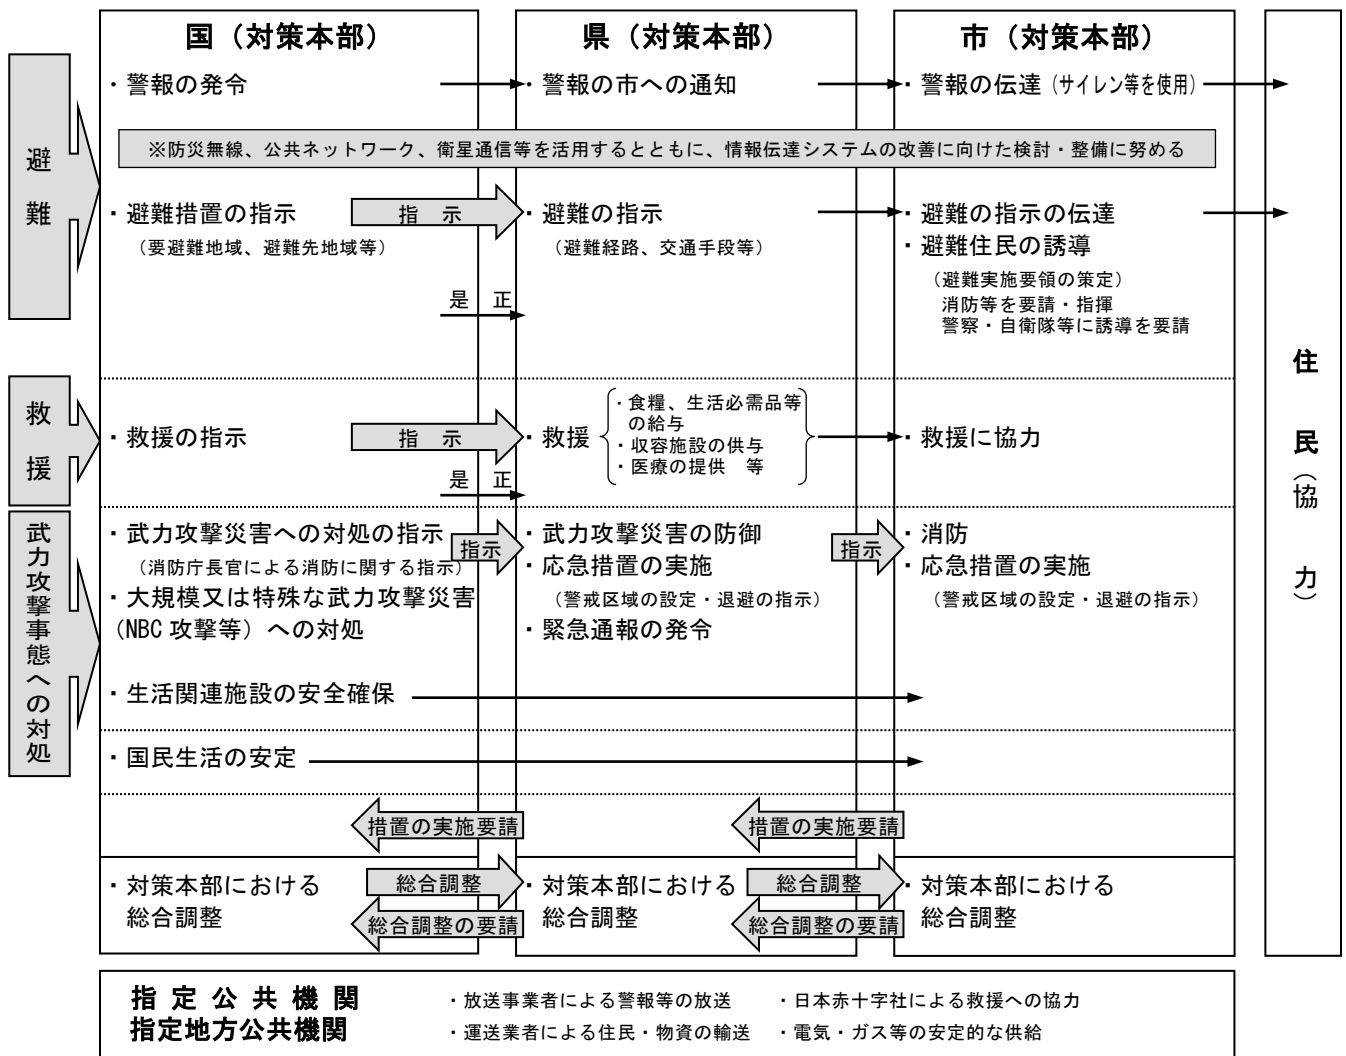 国（対策本部）
県（対策本部）
市（対策本部）
避難
・警報の発令
・警報の市への通知
・警報の伝達（サイレン等を使用）
※防災無線、公共ネットワーク、衛星通信等を活用するとともに、情報伝達システムの改善に向けた検討・整備に努める
・避難措置の指示
指　示
・避難の指示
・避難の指示の伝達
（要避難地域、避難先地域等）
（避難経路、交通手段等）
・避難住民の誘導
（避難実施要領の策定）
消防等を要請・指揮
警察・自衛隊等に誘導を要請
是　正
住　民（協　力）
救援
・救援の指示
指　示
・救援
・食糧、生活必需品等
の給与
・収容施設の供与
・医療の提供　等
・救援に協力
是　正
武力攻撃事態への対処
・武力攻撃災害への対処の指示
（消防庁長官による消防に関する指示）
・大規模又は特殊な武力攻撃災害
（NBC攻撃等）への対処
指示
・武力攻撃災害の防御
・応急措置の実施
（警戒区域の設定・退避の指示）
・緊急通報の発令
指示
・消防
・応急措置の実施
（警戒区域の設定・退避の指示）
・生活関連施設の安全確保
・国民生活の安定
措置の実施要請
措置の実施要請
・対策本部における
総合調整
総合調整
総合調整の要請
・対策本部における
総合調整
総合調整
総合調整の要請
・対策本部における
総合調整
指定公共機関
指定地方公共機関
・放送事業者による警報等の放送
・日本赤十字社による救援への協力
・運送業者による住民・物資の輸送
・電気・ガス等の安定的な供給